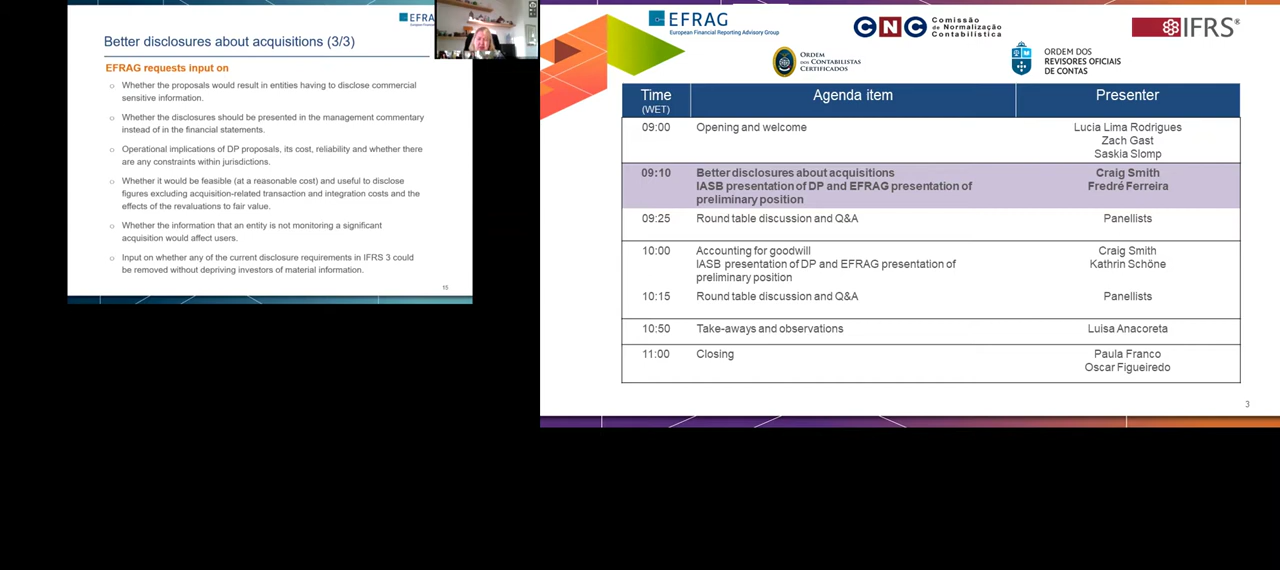 EFRAG
Better disclosures about acquisitions (3/3)
EFRAG requests input on
○ Whether the proposals would result in entities having to disclose commercial
sensitive information.
○ Whether the disclosures should be presented in the management commentary
instead of in the financial statements.
○ Operational implications of DP proposals, its cost, reliability and whether there
are any constraints within jurisdictions.
○ Whether it would be feasible (at a reasonable cost) and useful to disclose
figures excluding acquisition-related transaction and integration costs and the
effects of the revaluations to fair value.
○ Whether the information that an entity is not monitoring a significant
acquisition would affect users.
○ Input on whether any of the current disclosure requirements in IFRS 3 could
be removed without depriving investors of material information.
15
EFRAG
European Financial Reporting Advisory Group
CNC Comissão
de Normalização
Contabilística
IFRS®
ORDEM
DOS CONTABILISTAS
CERTIFICADOS
ORDEM DOS
REVISORES OFICIAIS
DE CONTAS
Time (WET) Agenda item Presenter
09:00 Opening and welcome Lucia Lima Rodrigues
Zach Gast
Saskia Slomp
09:10 Better disclosures about acquisitions Craig Smith
IASB presentation of DP and EFRAG presentation of Fredré Ferreira
preliminary position
09:25 Round table discussion and Q&A Panellists
10:00 Accounting for goodwill Craig Smith
IASB presentation of DP and EFRAG presentation of Kathrin Schöne
preliminary position
10:15 Round table discussion and Q&A Panellists
10:50 Take-aways and observations Luisa Anacoreta
11:00 Closing Paula Franco
Oscar Figueiredo
3